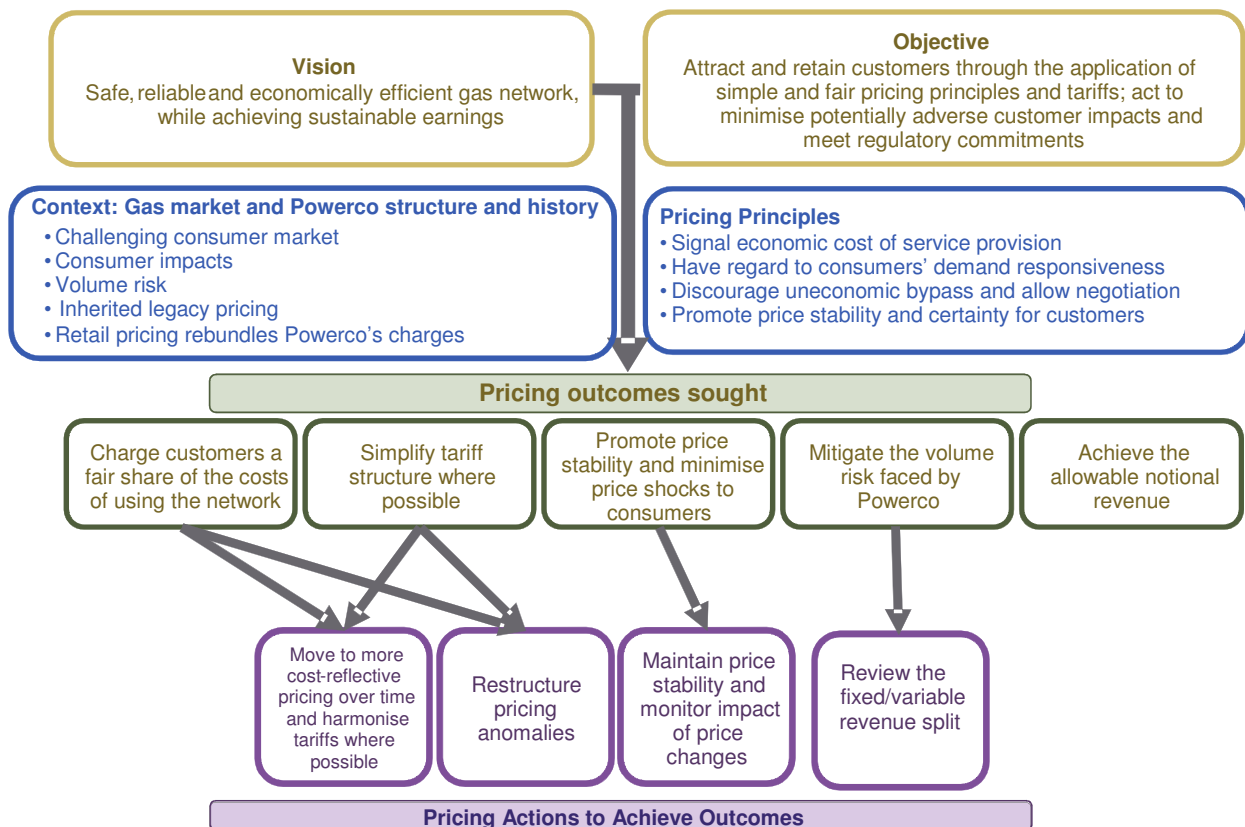 Vision
Safe, reliable and economically efficient gas network,
while achieving sustainable earnings
Objective
Attract and retain customers through the application of
simple and fair pricing principles and tariffs; act to
minimise potentially adverse customer impacts and
meet regulatory commitments
Context: Gas market and Powerco structure and history
• Challenging consumer market
• Consumer impacts
• Volume risk
• Inherited legacy pricing
• Retail pricing rebundles Powerco's charges
Pricing Principles
• Signal economic cost of service provision
• Have regard to consumers' demand responsiveness
• Discourage uneconomic bypass and allow negotiation
• Promote price stability and certainty for customers
Pricing outcomes sought
Charge customers a
fair share of the costs
of using the network
Simplify tariff
structure where
possible
Promote price
stability and minimise
price shocks to
consumers
Mitigate the volume
risk faced by
Powerco
Achieve the
allowable notional
revenue
Move to more
cost-reflective
pricing over time
and harmonise
tariffs where
possible
Restructure
pricing
anomalies
Maintain price
stability and
monitor impact
of price
changes
Review the
fixed/variable
revenue split
Pricing Actions to Achieve Outcomes